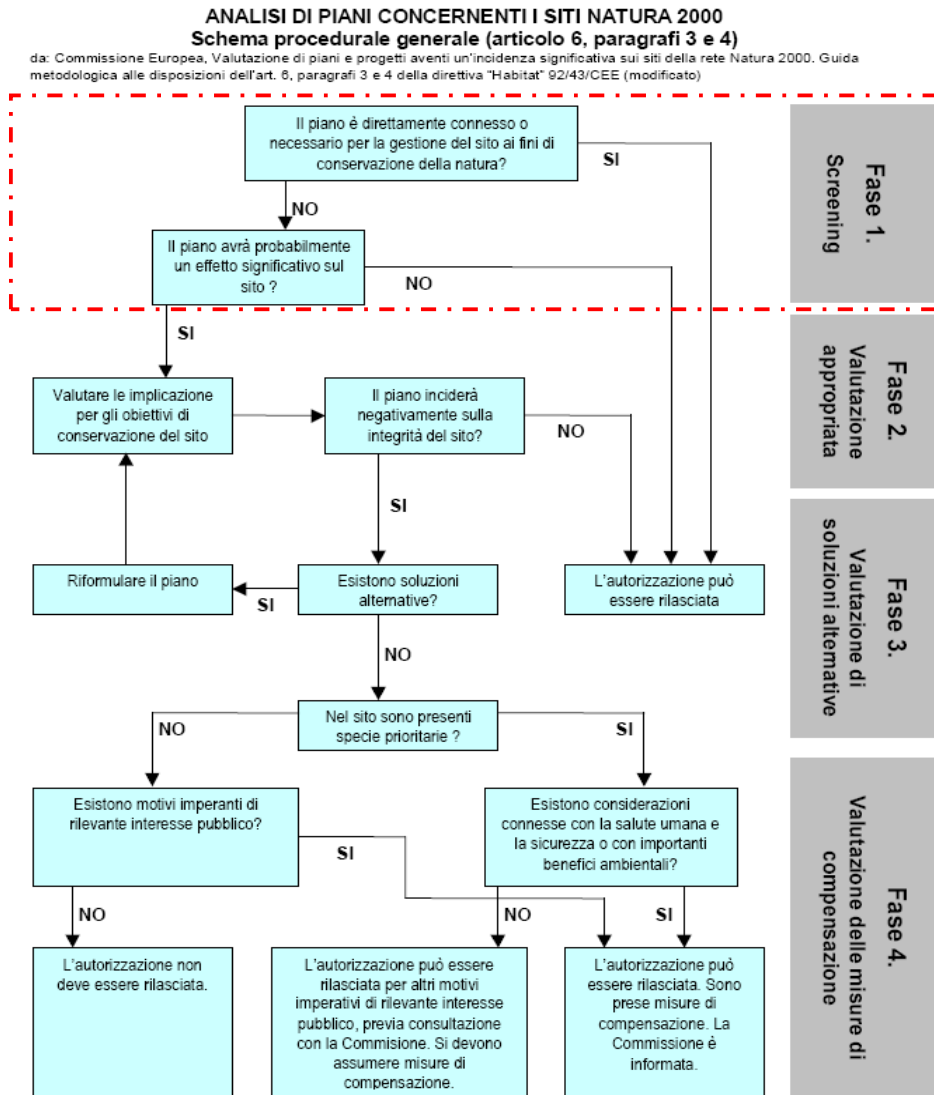 ANALISI DI PIANI CONCERNENTI I SITI NATURA 2000
Schema procedurale generale (articolo 6, paragrafi 3 e 4)
da: Commissione Europea, Valutazione di piani e progetti aventi un'incidenza significativa sui siti della rete Natura 2000. Guida
metodologica alle disposizioni dell'art. 6, paragrafi 3 e 4 della direttiva "Habitat" 92/43/CEE (modificato)
Il piano è direttamente connesso o
necessario per la gestione del sito ai fini di
conservazione della natura?
SI
NO
Fase 1.
Screening
Il piano avrà probabilmente
un effetto significativo sul
sito ?
NO
SI
Valutare le implicazione
per gli obiettivi di
conservazione del sito
Il piano inciderà
negativamente sulla
integrità del sito?
NO
SI
Fase 2.
Valutazione
appropriata
Riformulare il piano
SI
Esistono soluzioni
alternative?
L'autorizzazione può
essere rilasciata
NO
Fase 3.
Valutazione di
soluzioni alternative
Nel sito sono presenti
specie prioritarie ?
NO
SI
Esistono motivi imperanti di
rilevante interesse pubblico?
SI
NO
Esistono considerazioni
connesse con la salute umana e
la sicurezza o con importanti
benefici ambientali?
NO
SI
Fase 4.
Valutazione delle misure di
compensazione
L'autorizzazione non
deve essere rilasciata.
L'autorizzazione può essere
rilasciata per altri motivi
imperativi di rilevante interesse
pubblico, previa consultazione
con la Commisione. Si devono
assumere misure di
compensazione.
L'autorizzazione può
essere rilasciata. Sono
prese misure di
compensazione. La
Commissione è
informata.